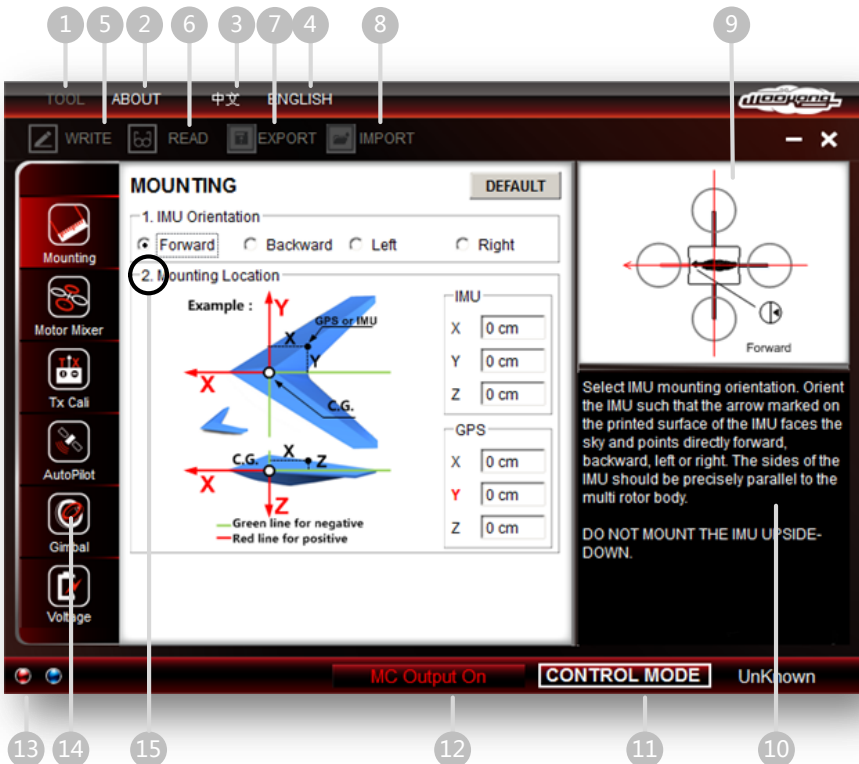 1 5 2 6 3 7 4 8 9
TOOL ABOUT 中文 ENGLISH
WRITE READ EXPORT IMPORT
MOUNTING
DEFAULT
1. IMU Orientation
Forward Backward Left Right
2. Mounting Location
Example :
Y
GPS or IMU
X
Y
X
C.G.
C.G.
X
Z
X
Z
Green line for negative
Red line for positive
IMU
X 0 cm
Y 0 cm
Z 0 cm
GPS
X 0 cm
Y 0 cm
Z 0 cm
Mounting
Motor Mixer
Tx Cali
AutoPilot
Gimbal
Voltage
Forward
Select IMU mounting orientation. Orient
the IMU such that the arrow marked on
the printed surface of the IMU faces the
sky and points directly forward,
backward, left or right. The sides of the
IMU should be precisely parallel to the
multi rotor body.
DO NOT MOUNT THE IMU UPSIDE-
DOWN.
MC Output On CONTROL MODE UnKnown
13 14 15 12 11 10